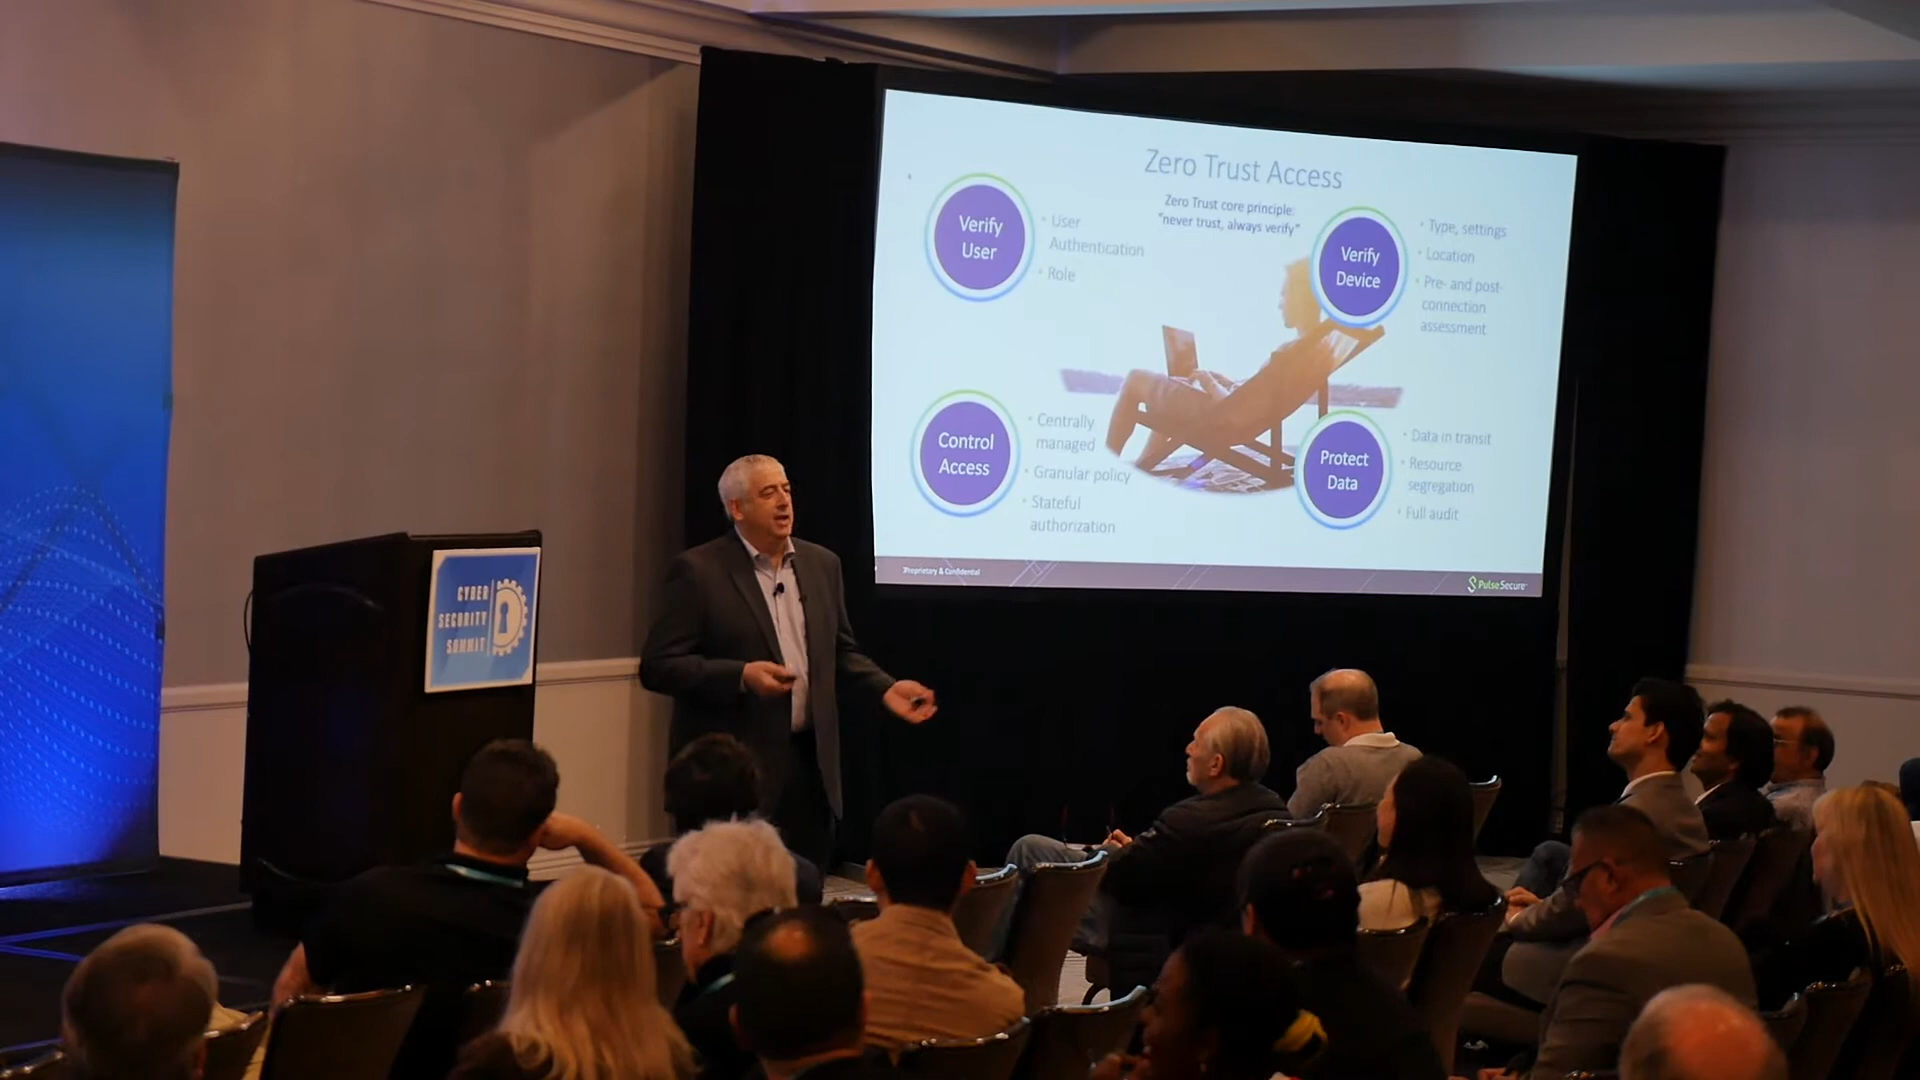 Zero Trust Access
Zero Trust core principle:
"never trust, always verify"
Verify
User
• User
Authentication
• Role
Verify
Device
• Type, settings
• Location
• Pre- and post-
connection
assessment
Control
Access
• Centrally
managed
• Granular policy
• Stateful
authorization
Protect
Data
• Data in transit
• Resource
segregation
• Full audit
Proprietary & Confidential
PulseSecure
CYBER
SECURITY
SUMMIT